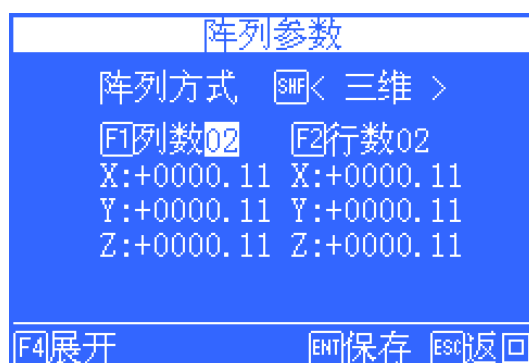 阵列参数
阵列方式 SHF< 三维 >
F1列数02 F2行数02
X:+0000.11 X:+0000.11
Y:+0000.11 Y:+0000.11
Z:+0000.11 Z:+0000.11
F4展开 ENT保存 ESC返回